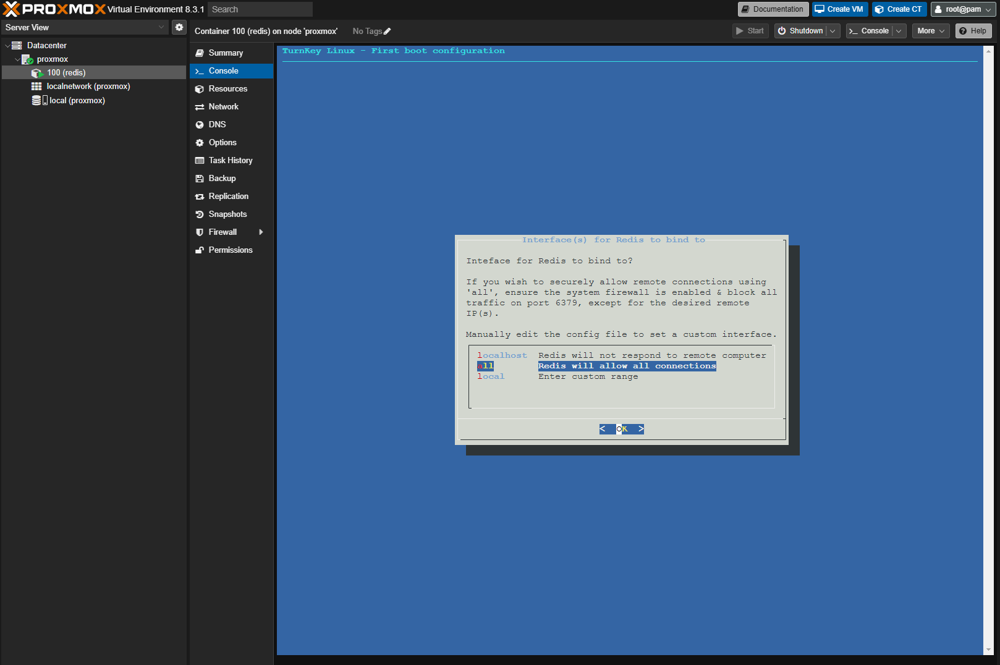 PROXMOX Virtual Environment 8.3.1 Search Documentation Create VM Create CT root@pam
Server View
Container 100 (redis) on node 'proxmox' No Tags Start Shutdown Console More Help
Datacenter
proxmox
100 (redis)
localnetwork (proxmox)
local (proxmox)
Summary
Console
Resources
Network
DNS
Options
Task History
Backup
Replication
Snapshots
Firewall
Permissions
TurnKey Linux - First boot configuration
Interface(s) for Redis to bind to
Inteface for Redis to bind to?
If you wish to securely allow remote connections using
'all', ensure the system firewall is enabled & block all
traffic on port 6379, except for the desired remote
IP(s).
Manually edit the config file to set a custom interface.
localhost Redis will not respond to remote computer
all Redis will allow all connections
local Enter custom range
< OK >